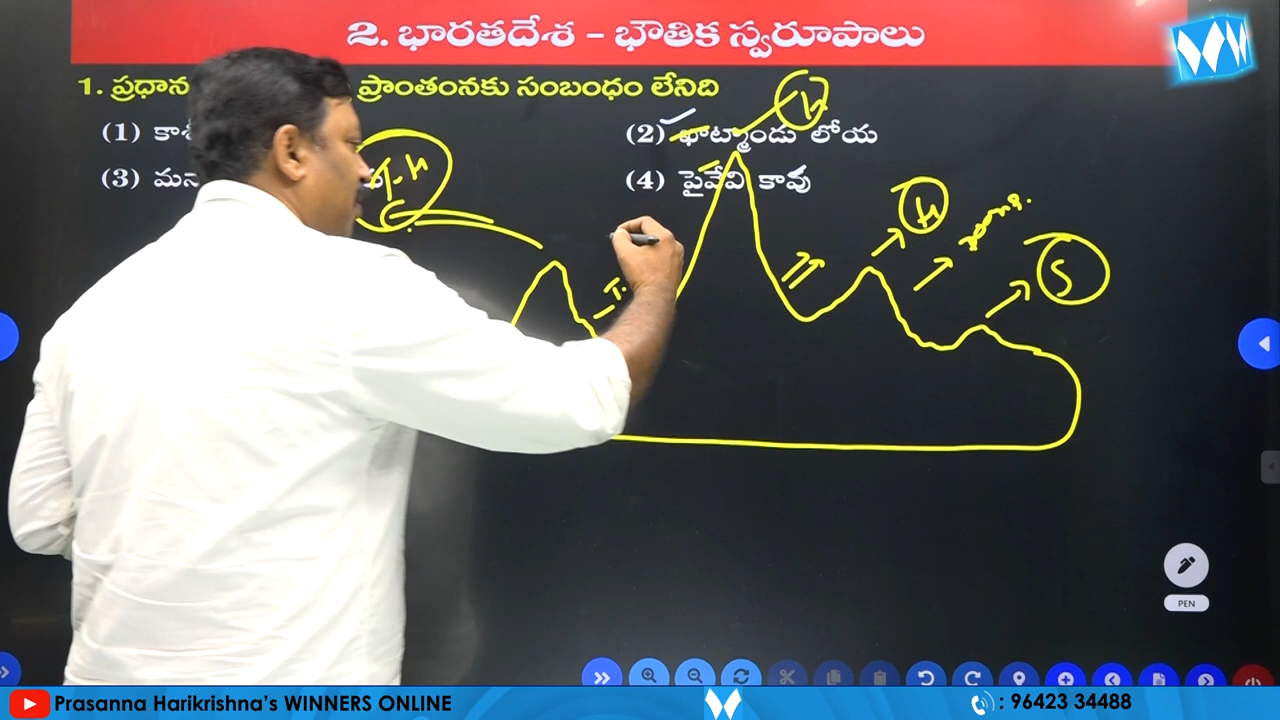 2. భారతదేశ - భౌతిక స్వరూపాలు
1. ప్రధాన ప్రాంతంనకు సంబంధం లేనిది
(1)
(2) ఖాట్మాండు లోయ
(3)
(4) పైవేవి కావు
T-H
H
S
T.
PEN
Prasanna Harikrishna's WINNERS ONLINE
: 96423 34488